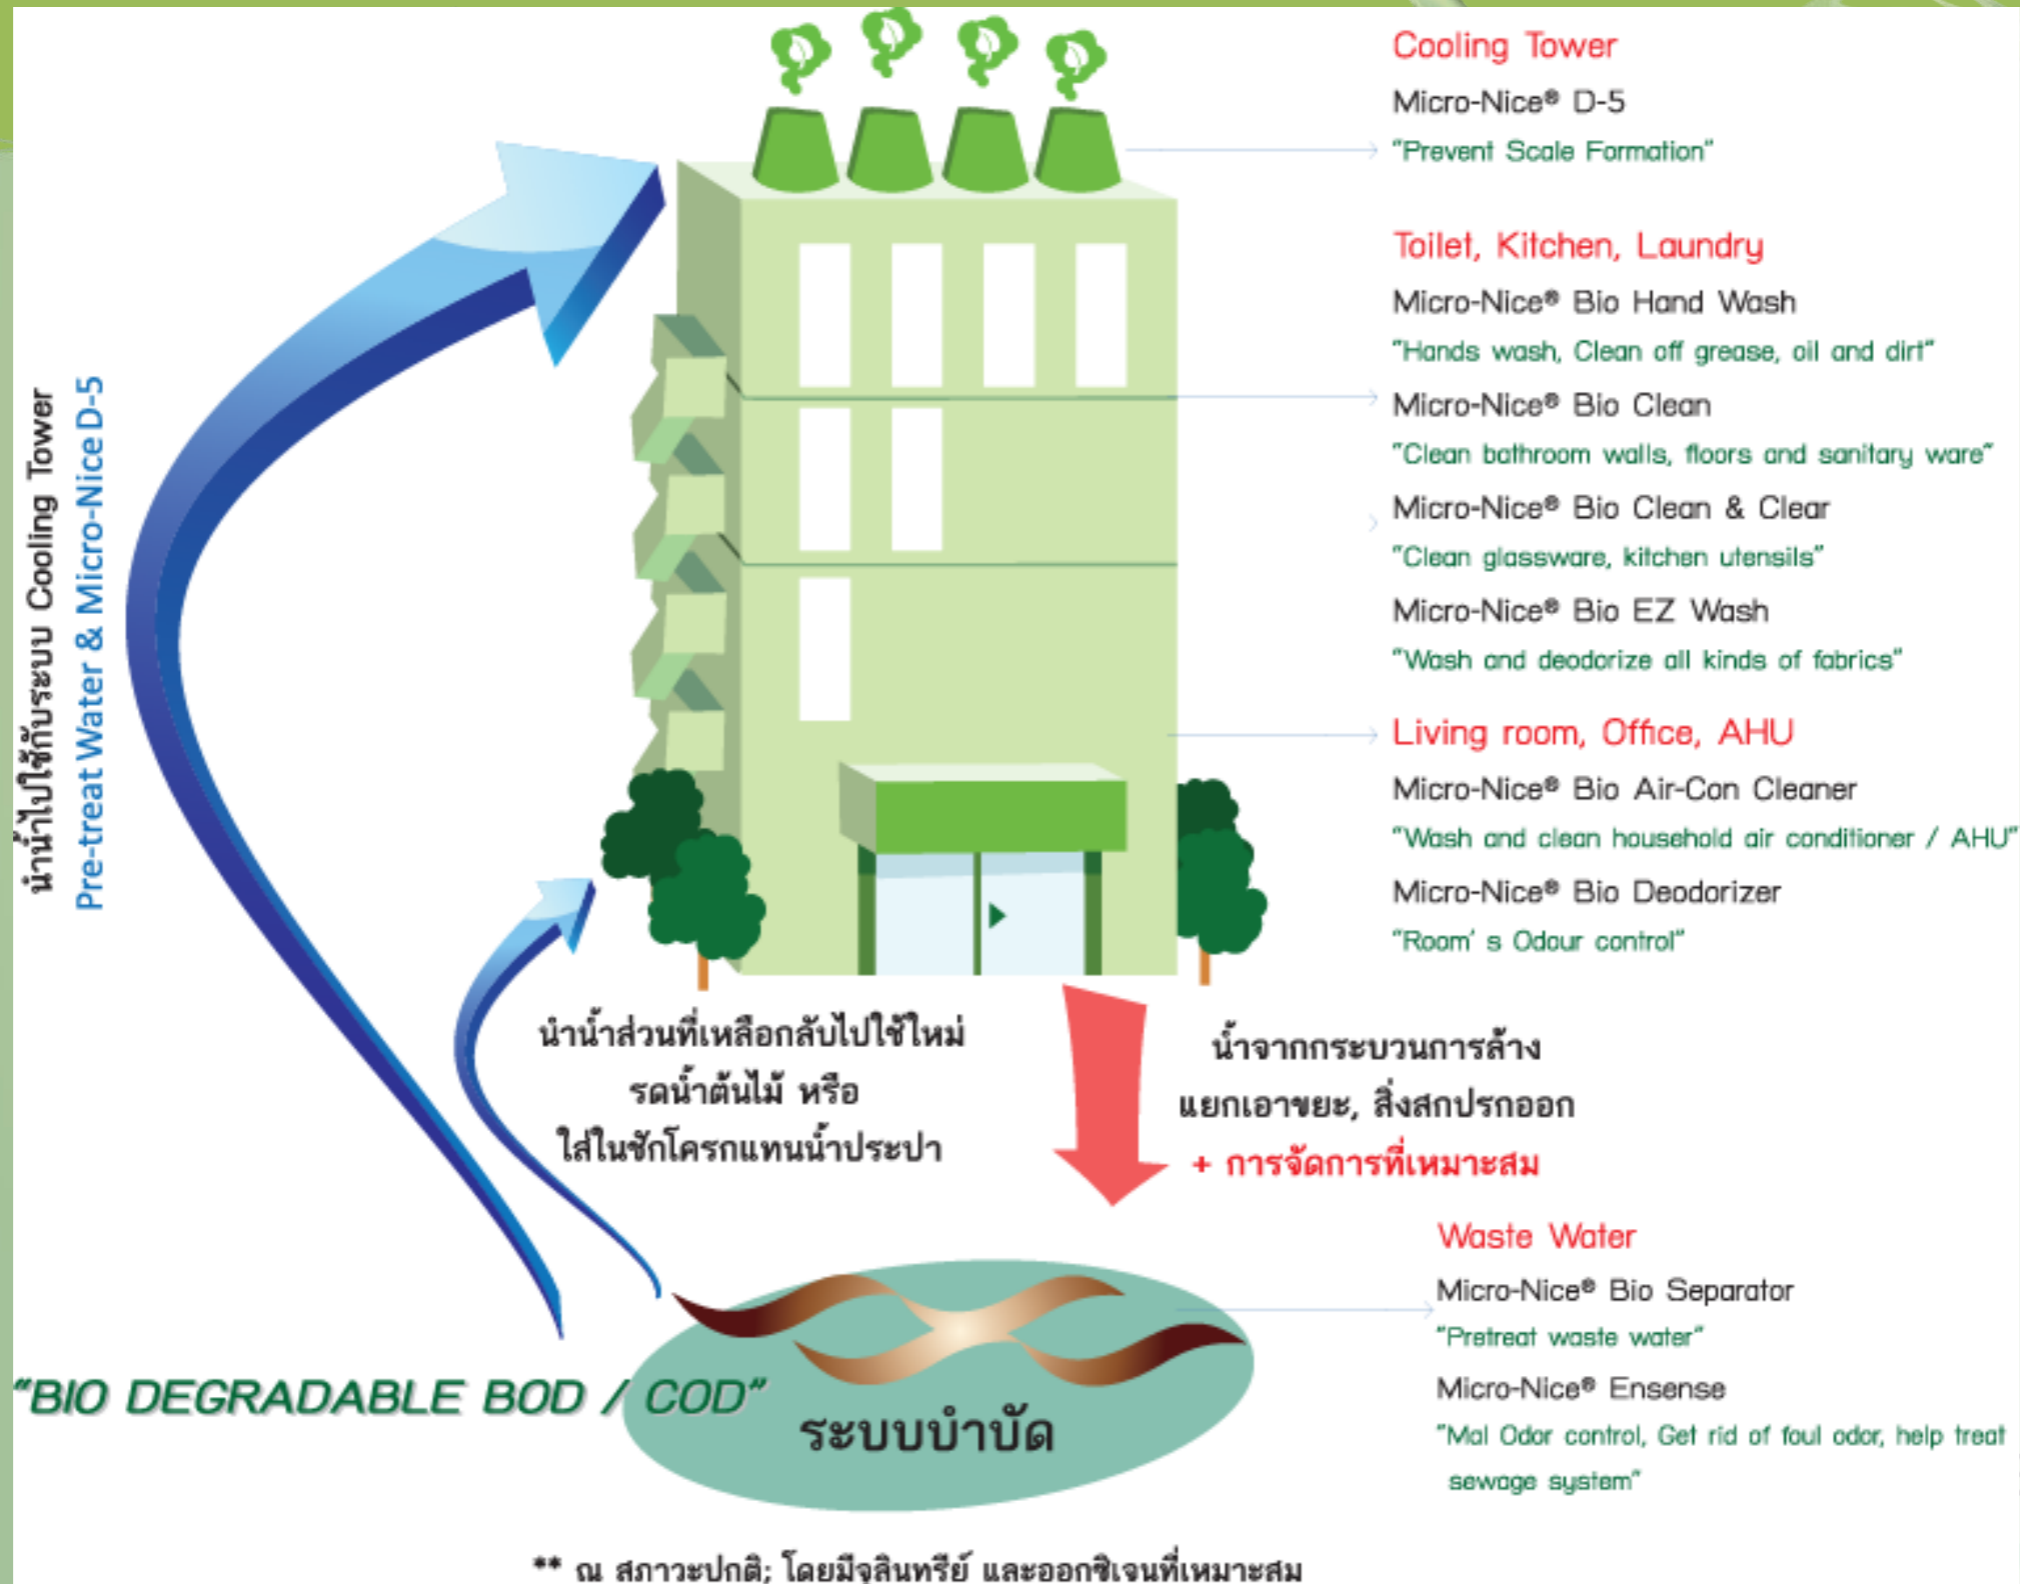 Cooling Tower
Micro-Nice® D-5
"Prevent Scale Formation"
Toilet, Kitchen, Laundry
Micro-Nice® Bio Hand Wash
"Hands wash, Clean off grease, oil and dirt"
Micro-Nice® Bio Clean
"Clean bathroom walls, floors and sanitary ware"
Micro-Nice® Bio Clean & Clear
"Clean glassware, kitchen utensils"
Micro-Nice® Bio EZ Wash
"Wash and deodorize all kinds of fabrics"
Living room, Office, AHU
Micro-Nice® Bio Air-Con Cleaner
"Wash and clean household air conditioner / AHU"
Micro-Nice® Bio Deodorizer
"Room' s Odour control"
นำน้ำไปใช้กับระบบ Cooling Tower
Pre-treat Water & Micro-Nice D-5
นำน้ำส่วนที่เหลือกลับไปใช้ใหม่
รดน้ำต้นไม้ หรือ
ใส่ในชักโครกแทนน้ำประปา
น้ำจากกระบวนการล้าง
แยกเอาขยะ, สิ่งสกปรกออก
+ การจัดการที่เหมาะสม
Waste Water
Micro-Nice® Bio Separator
"Pretreat waste water"
Micro-Nice® Ensense
"Mal Odor control, Get rid of foul odor, help treat
sewage system"
"BIO DEGRADABLE BOD / COD"
ระบบบำบัด
** ณ สภาวะปกติ; โดยมีจุลินทรีย์ และออกซิเจนที่เหมาะสม